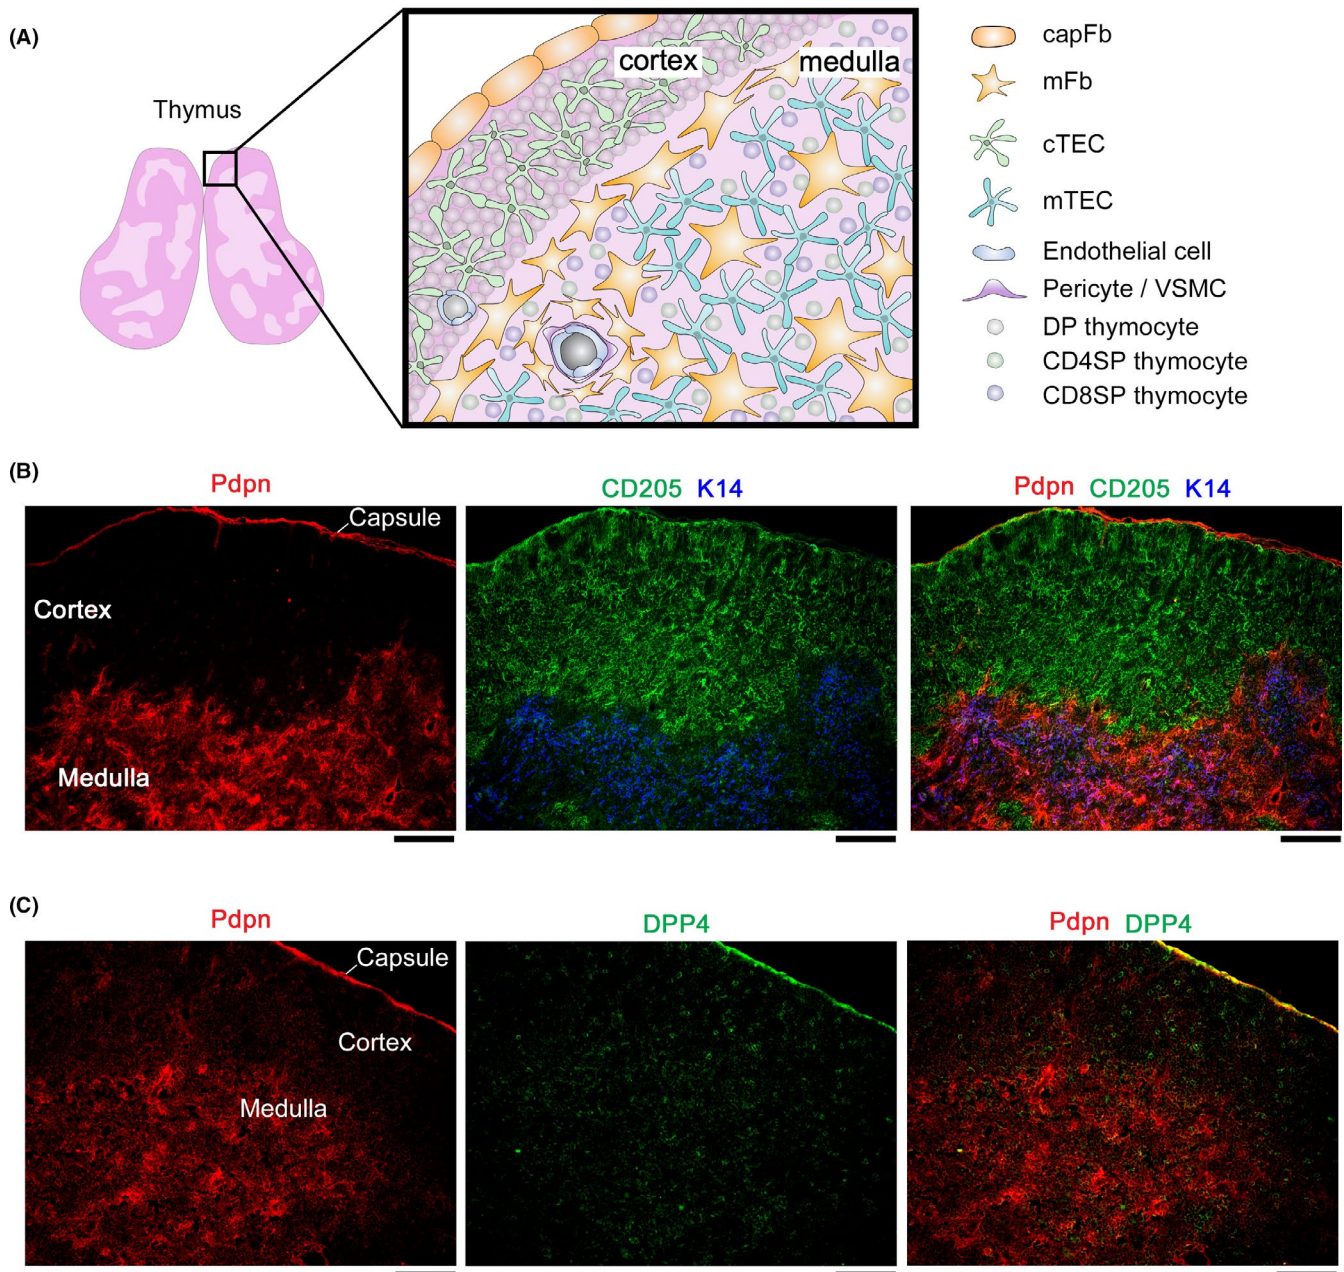 (A)
Thymus
cortex
medulla
capFb
mFb
cTEC
mTEC
Endothelial cell
Pericyte / VSMC
DP thymocyte
CD4SP thymocyte
CD8SP thymocyte
(B)
Pdpn
CD205 K14
Pdpn CD205 K14
Capsule
Cortex
Medulla
(C)
Pdpn
DPP4
Pdpn DPP4
Capsule
Cortex
Medulla